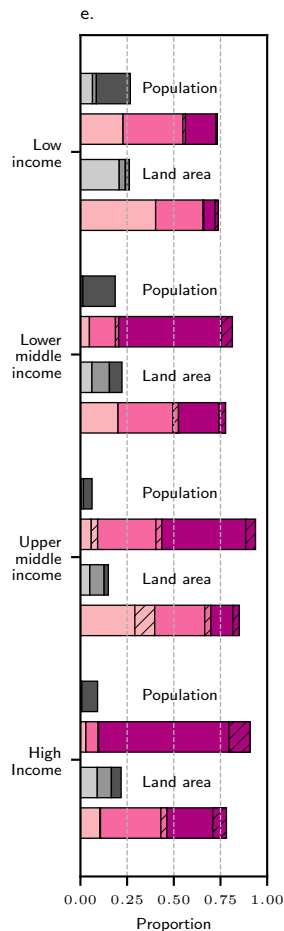 e.
Population
Low
income
Land area
Population
Lower
middle
income
Land area
Population
Upper
middle
income
Land area
Population
High
Income
Land area
0.00 0.25 0.50 0.75 1.00
Proportion